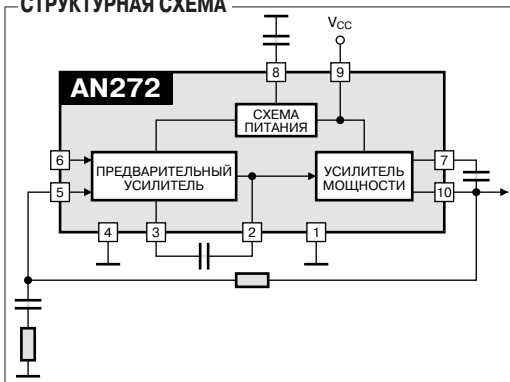 СТРУКТУРНАЯ СХЕМА
VCC
8
9
AN272
СХЕМА
ПИТАНИЯ
6
5
ПРЕДВАРИТЕЛЬНЫЙ
УСИЛИТЕЛЬ
УСИЛИТЕЛЬ
МОЩНОСТИ
7
10
4
3
2
1